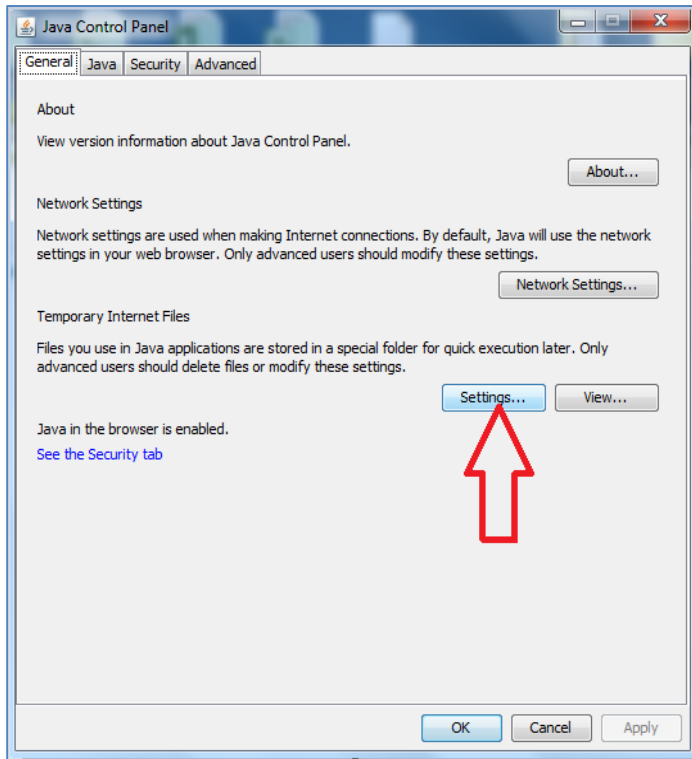 Java Control Panel
General Java Security Advanced
About
View version information about Java Control Panel.
About...
Network Settings
Network settings are used when making Internet connections. By default, Java will use the network
settings in your web browser. Only advanced users should modify these settings.
Network Settings...
Temporary Internet Files
Files you use in Java applications are stored in a special folder for quick execution later. Only
advanced users should delete files or modify these settings.
Settings... View...
Java in the browser is enabled.
See the Security tab
OK Cancel Apply